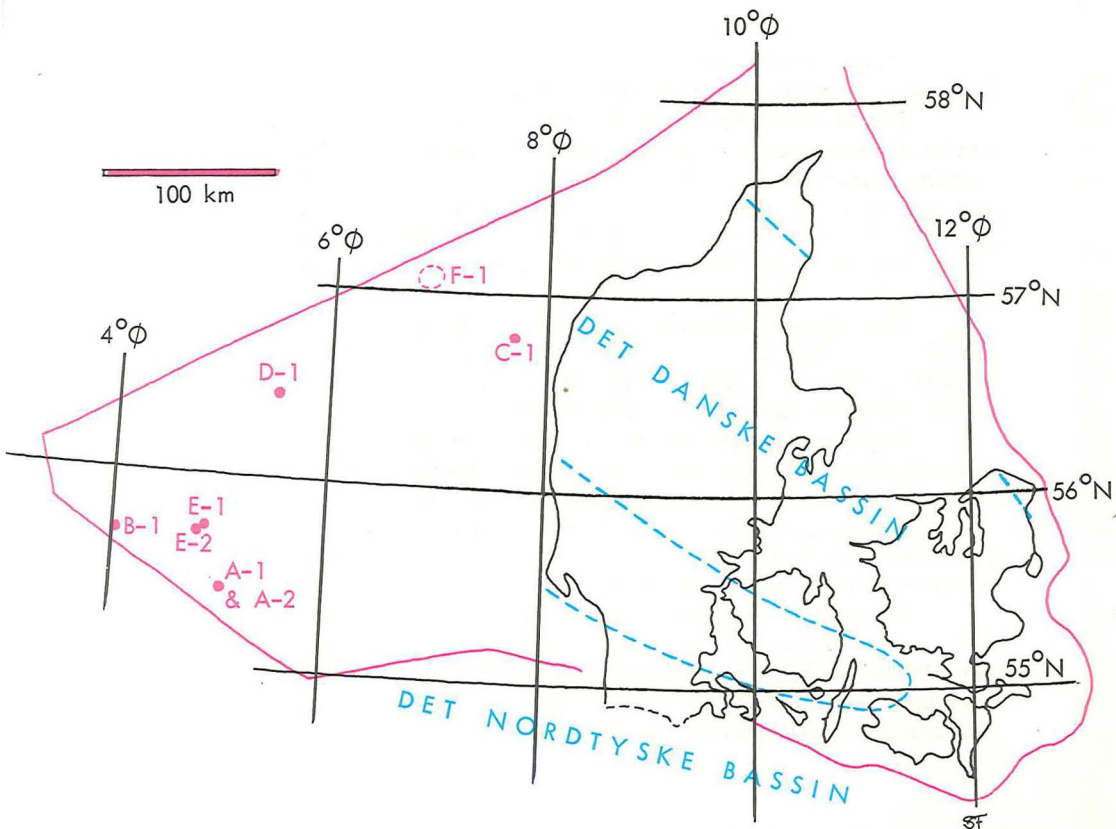 10°Ø
58°N
8°Ø
100 km
12°Ø
6°Ø
F-1
57°N
4°Ø
C-1
DET DANSKE BASSIN
D-1
56°N
E-1
B-1
E-2
A-1
& A-2
55°N
DET NORDTYSKE BASSIN
SF